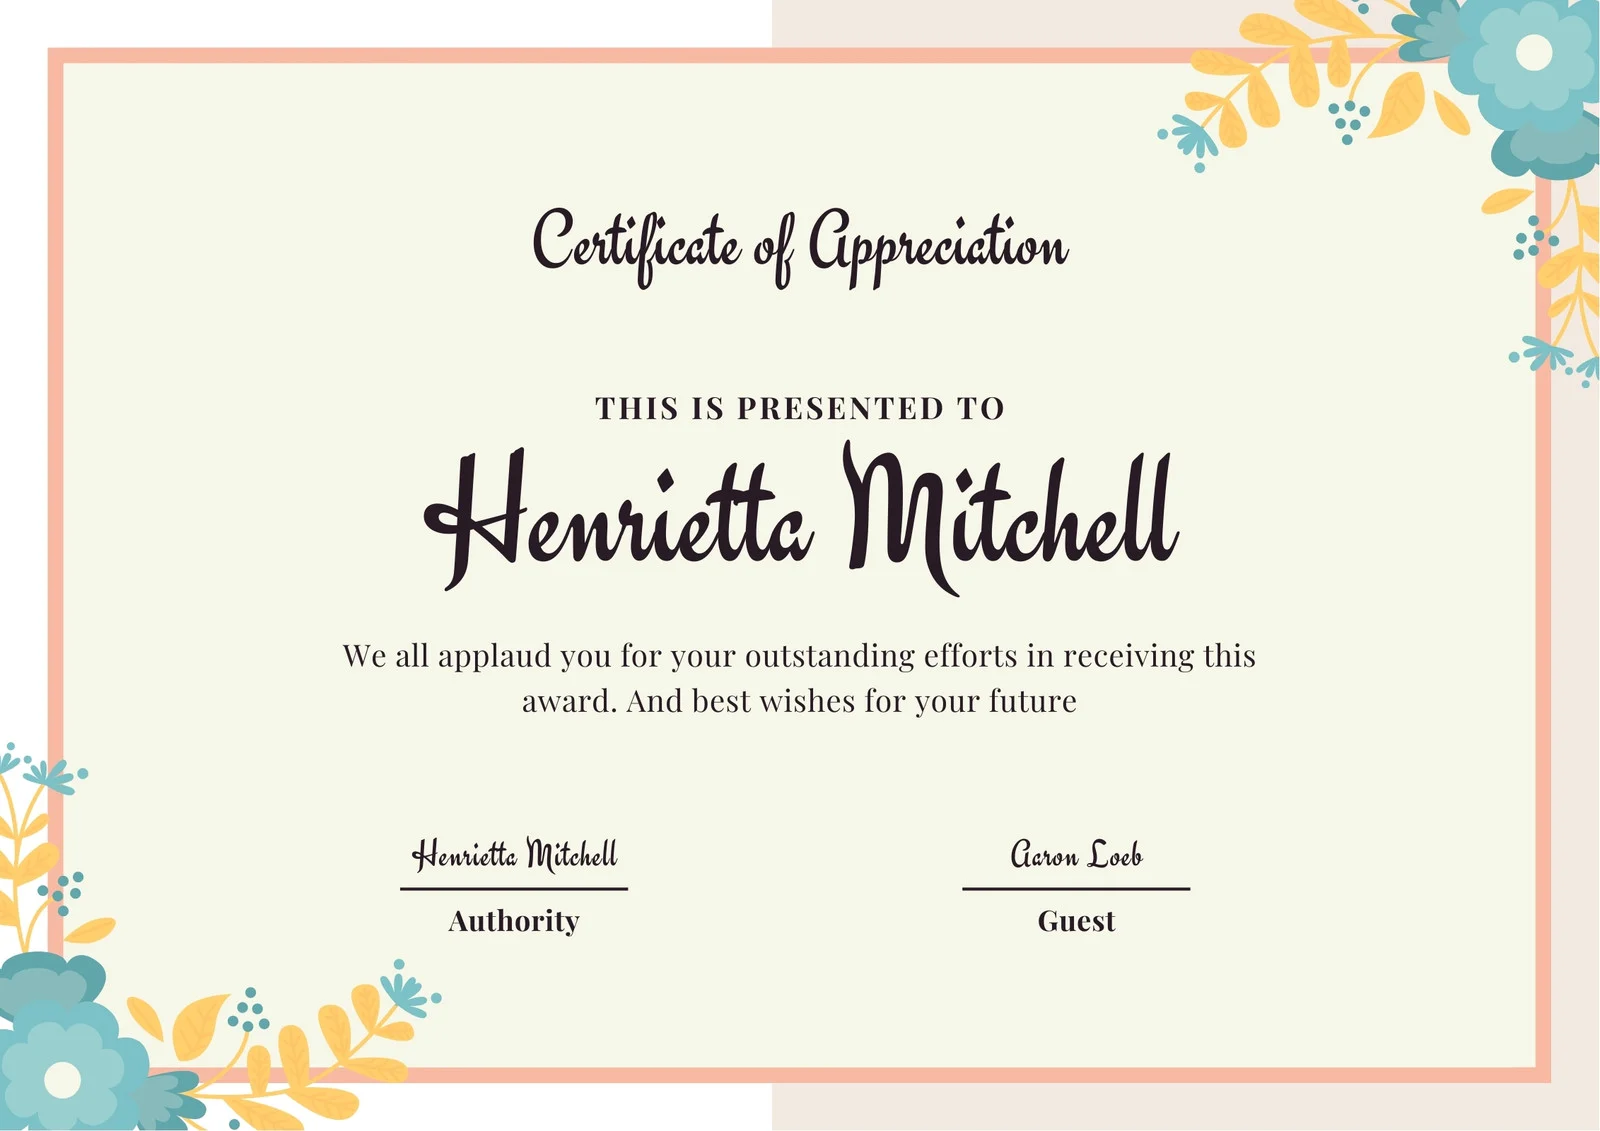 Certificate of Appreciation
THIS IS PRESENTED TO
Henrietta Mitchell
We all applaud you for your outstanding efforts in receiving this
award. And best wishes for your future
Henrietta Mitchell
Authority
Aaron Loeb
Guest